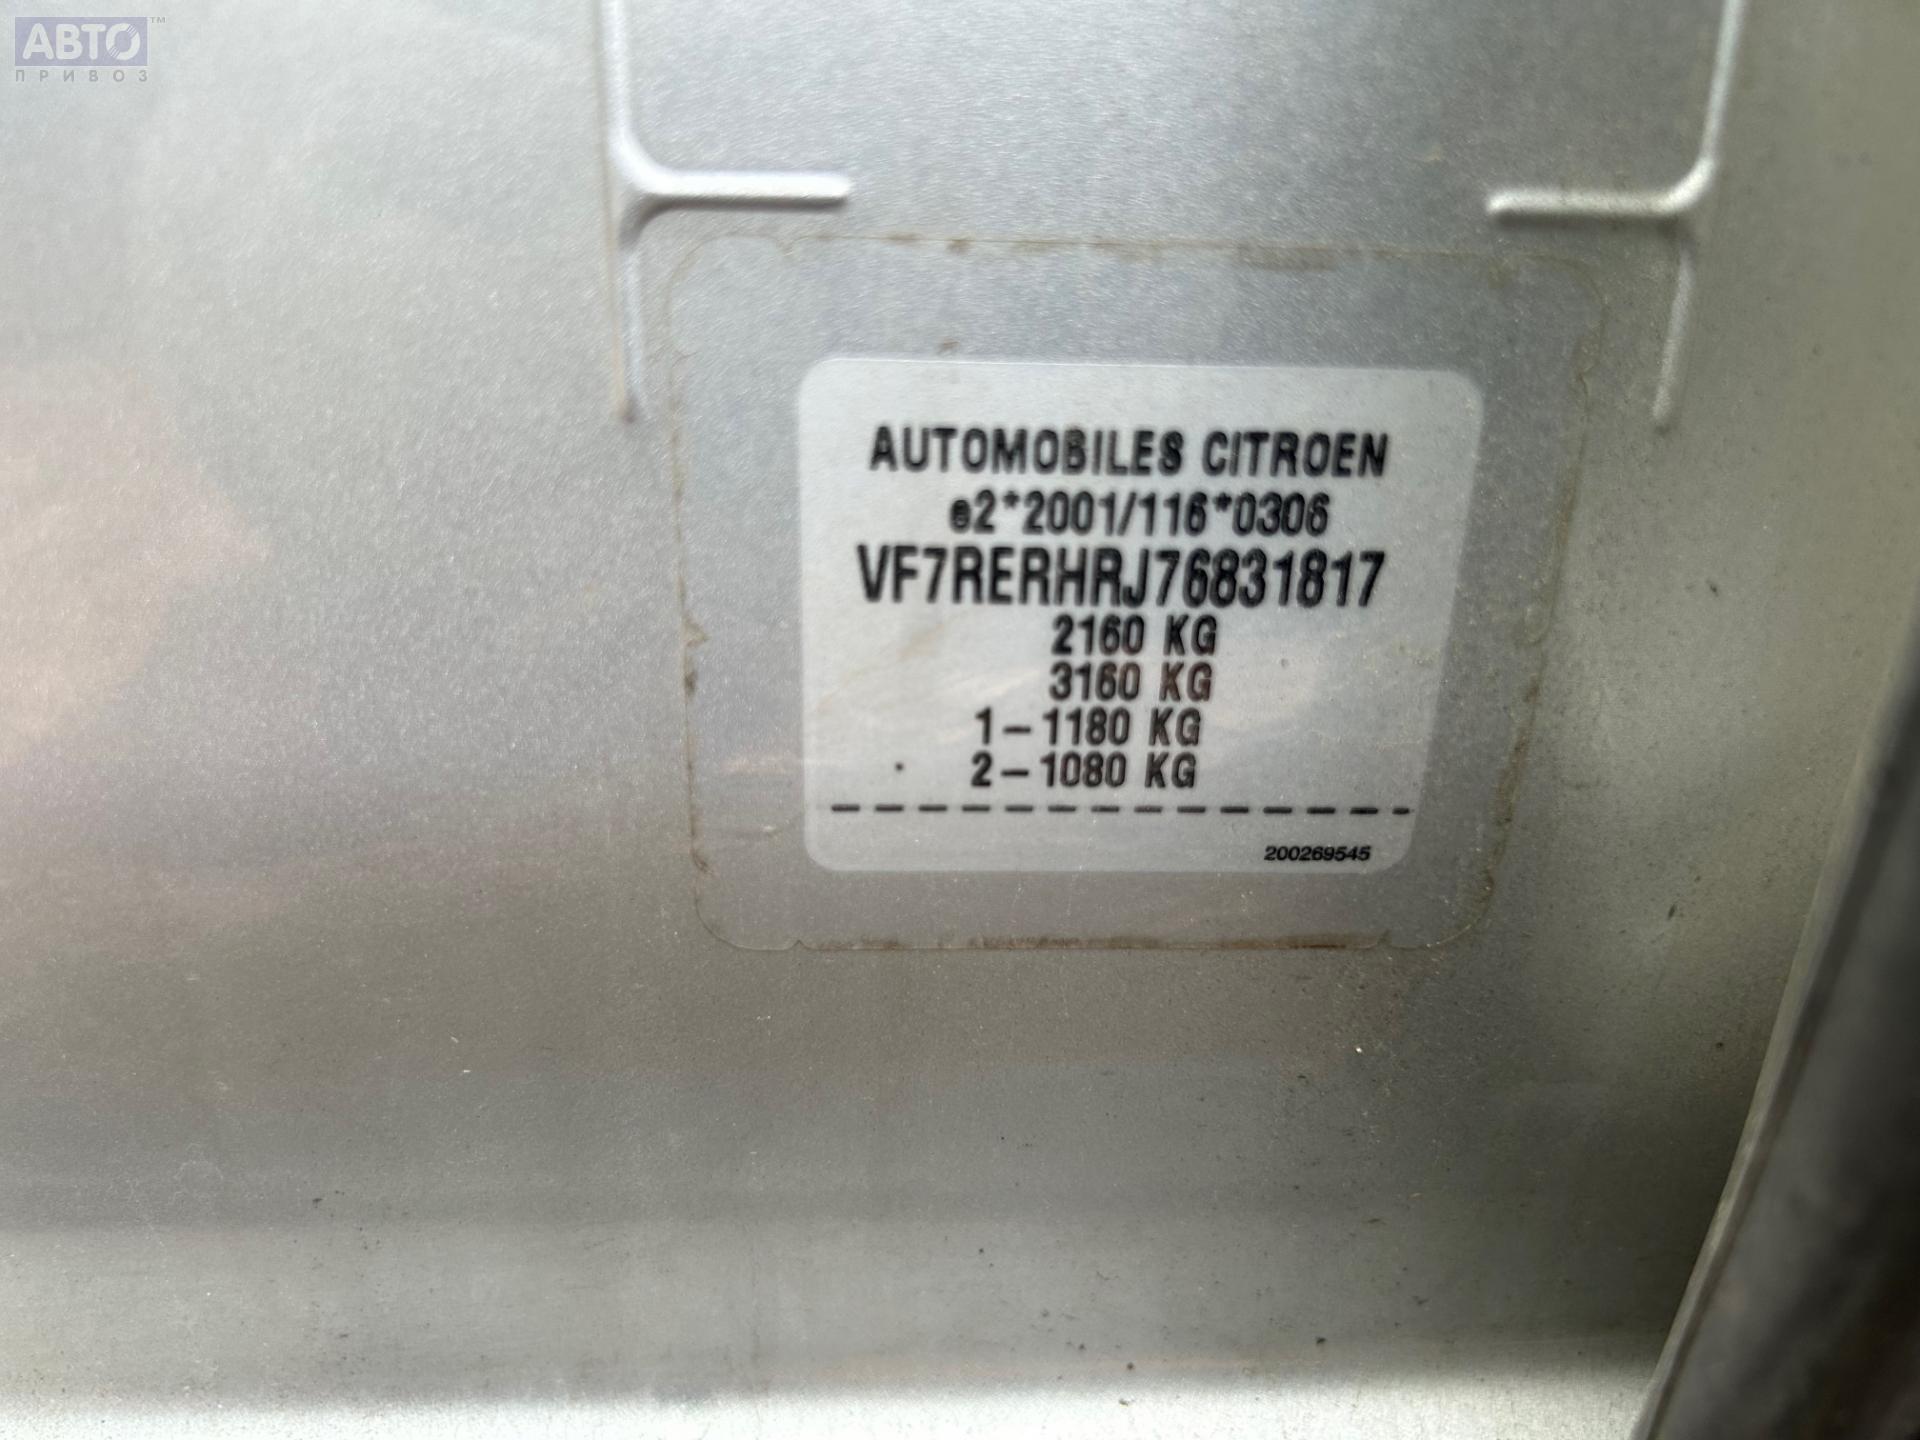 АВТО™
ПРИВОЗ
AUTOMOBILES CITROEN
e2*2001/116*0306
VF7RERHRJ76831817
2160 KG
3160 KG
1-1180 KG
2-1080 KG
200269545